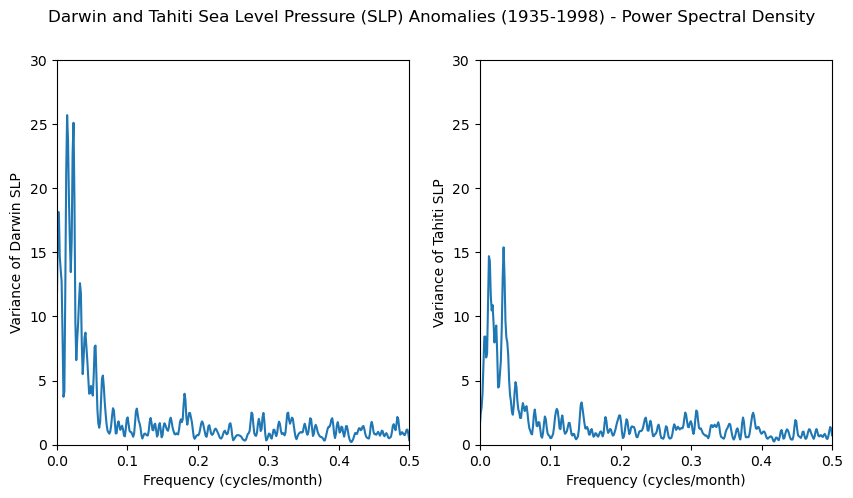 Darwin and Tahiti Sea Level Pressure (SLP) Anomalies (1935-1998) - Power Spectral Density
30
25
20
15
10
5
0
Variance of Darwin SLP
0.0 0.1 0.2 0.3 0.4 0.5
Frequency (cycles/month)
30
25
20
15
10
5
0
Variance of Tahiti SLP
0.0 0.1 0.2 0.3 0.4 0.5
Frequency (cycles/month)